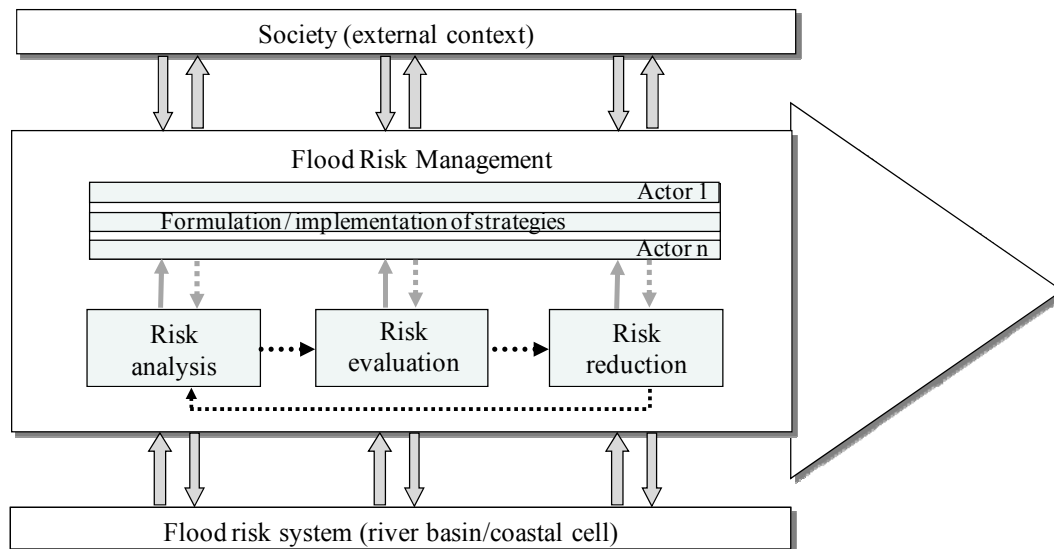 Society (external context)
Flood Risk Management
Actor 1
Formulation / implementation of strategies
Actor n
Risk
analysis
Risk
evaluation
Risk
reduction
Flood risk system (river basin/coastal cell)